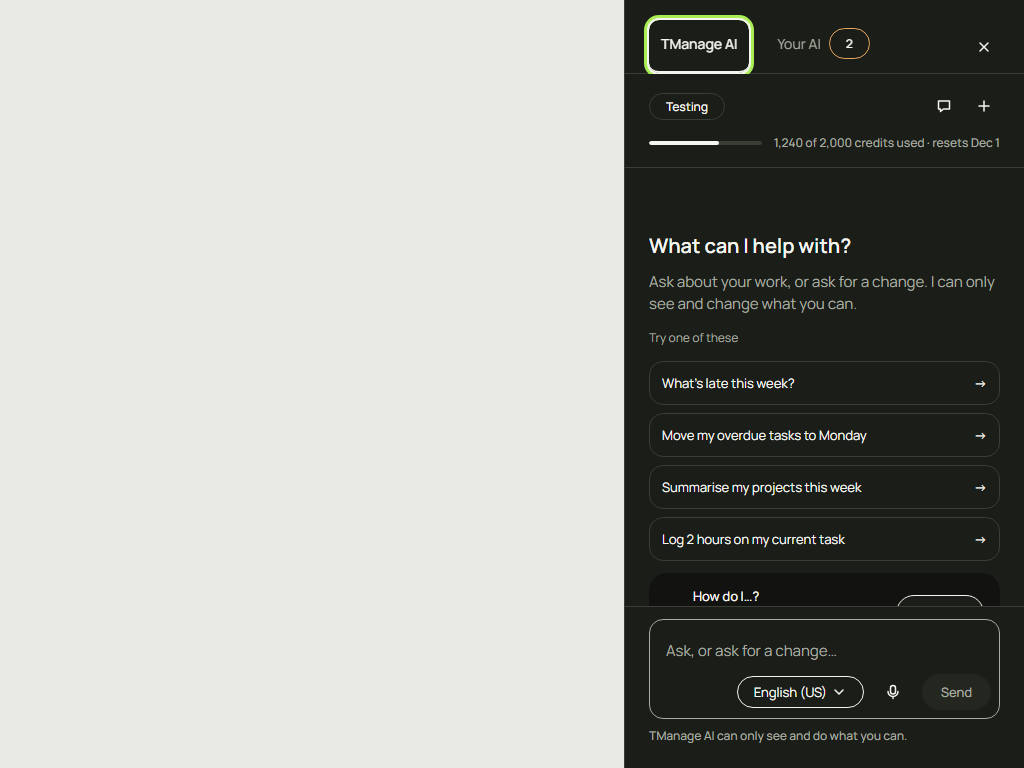 TManage AI
Your AI
2
Testing
1,240 of 2,000 credits used · resets Dec 1
What can I help with?
Ask about your work, or ask for a change. I can only
see and change what you can.
Try one of these
What's late this week?
Move my overdue tasks to Monday
Summarise my projects this week
Log 2 hours on my current task
How do I…?
Ask, or ask for a change…
English (US)
Send
TManage AI can only see and do what you can.